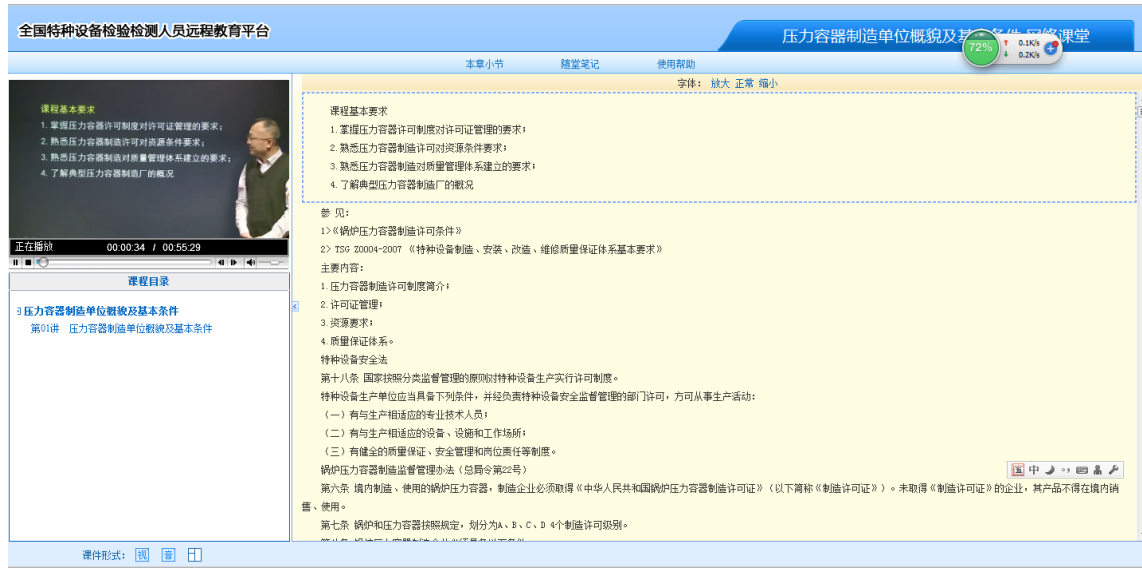 全国特种设备检验检测人员远程教育平台
压力容器制造单位概貌及基
网络课堂
72%
0.1K/s
0.2K/s
本章小节 随堂笔记 使用帮助
字体： 放大 正常 缩小
课程基本要求
1. 掌握压力容器许可制度对许可证管理的要求；
2. 熟悉压力容器制造许可对资源条件要求；
3. 熟悉压力容器制造对质量管理体系建立的要求；
4. 了解典型压力容器制造厂的概况
正在播放 00:00:34 / 00:55:29
课程目录
压力容器制造单位概貌及基本条件
第01讲 压力容器制造单位概貌及基本条件
课程基本要求
1.掌握压力容器许可制度对许可证管理的要求；
2.熟悉压力容器制造许可对资源条件要求；
3.熟悉压力容器制造对质量管理体系建立的要求；
4.了解典型压力容器制造厂的概况
参 见：
1>《锅炉压力容器制造许可条件》
2> TSG Z0004-2007 《特种设备制造、安装、改造、维修质量保证体系基本要求》
主要内容：
1.压力容器制造许可制度简介；
2.许可证管理；
3.资源要求；
4.质量保证体系。
特种设备安全法
第十八条 国家按照分类监督管理的原则对特种设备生产实行许可制度。
特种设备生产单位应当具备下列条件，并经负责特种设备安全监督管理的部门许可，方可从事生产活动：
（一）有与生产相适应的专业技术人员；
（二）有与生产相适应的设备、设施和工作场所；
（三）有健全的质量保证、安全管理和岗位责任等制度。
锅炉压力容器制造监督管理办法（总局令第22号）
五 中
第六条 境内制造、使用的锅炉压力容器，制造企业必须取得《中华人民共和国锅炉压力容器制造许可证》（以下简称《制造许可证》）。未取得《制造许可证》的企业，其产品不得在境内销
售、使用。
第七条 锅炉和压力容器按照规定，划分为A、B、C、D 4个制造许可级别。
课件形式： 视 音